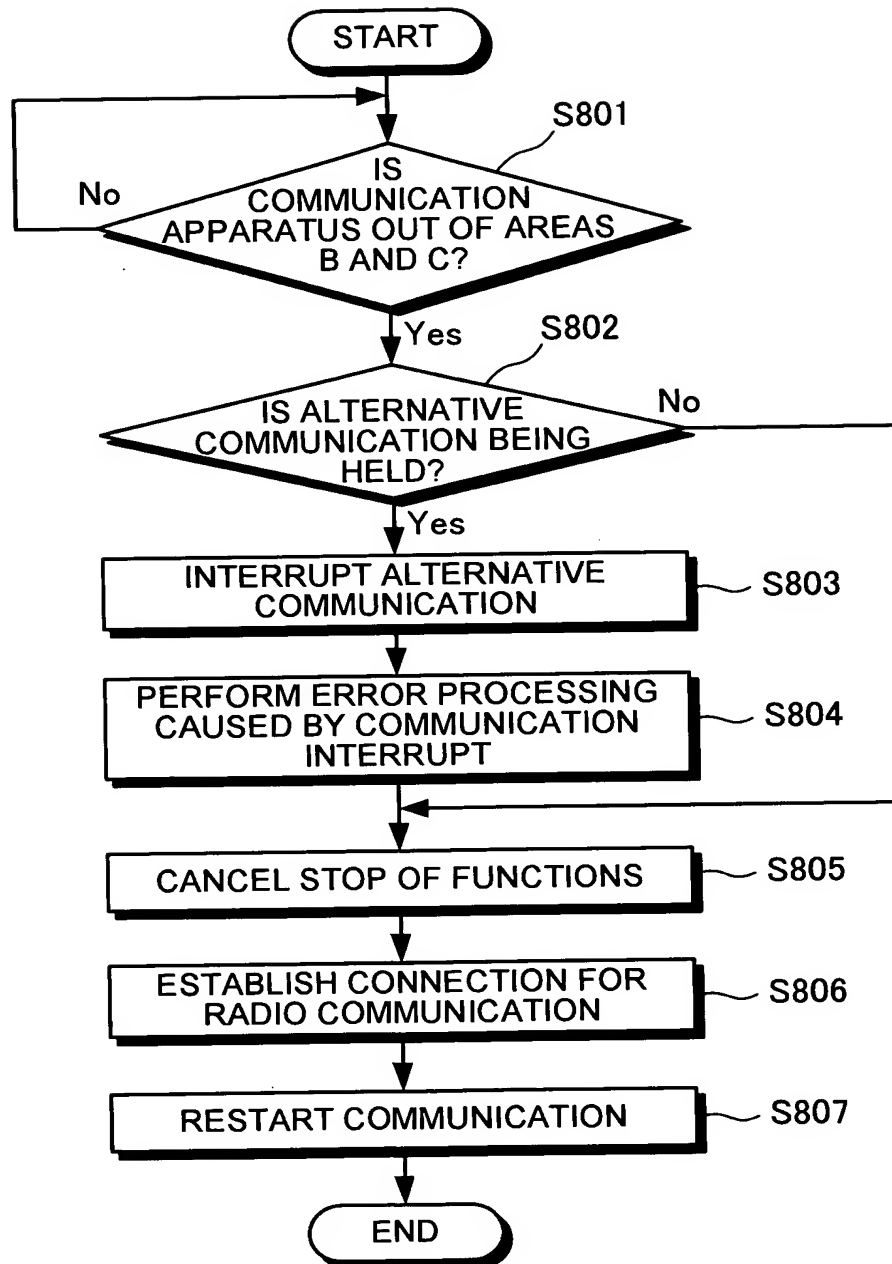 START
S801
IS
COMMUNICATION
APPARATUS OUT OF AREAS
B AND C?
No
Yes
S802
IS ALTERNATIVE
COMMUNICATION BEING
HELD?
No
Yes
INTERRUPT ALTERNATIVE
COMMUNICATION
S803
PERFORM ERROR PROCESSING
CAUSED BY COMMUNICATION
INTERRUPT
S804
CANCEL STOP OF FUNCTIONS
S805
ESTABLISH CONNECTION FOR
RADIO COMMUNICATION
S806
RESTART COMMUNICATION
S807
END